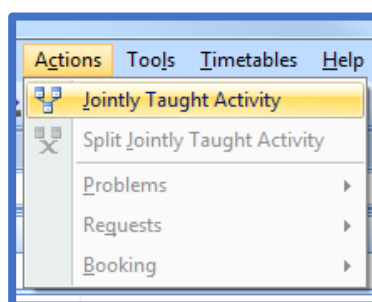 Actions Tools Timetables Help
Jointly Taught Activity
Split Jointly Taught Activity
Problems
Requests
Booking